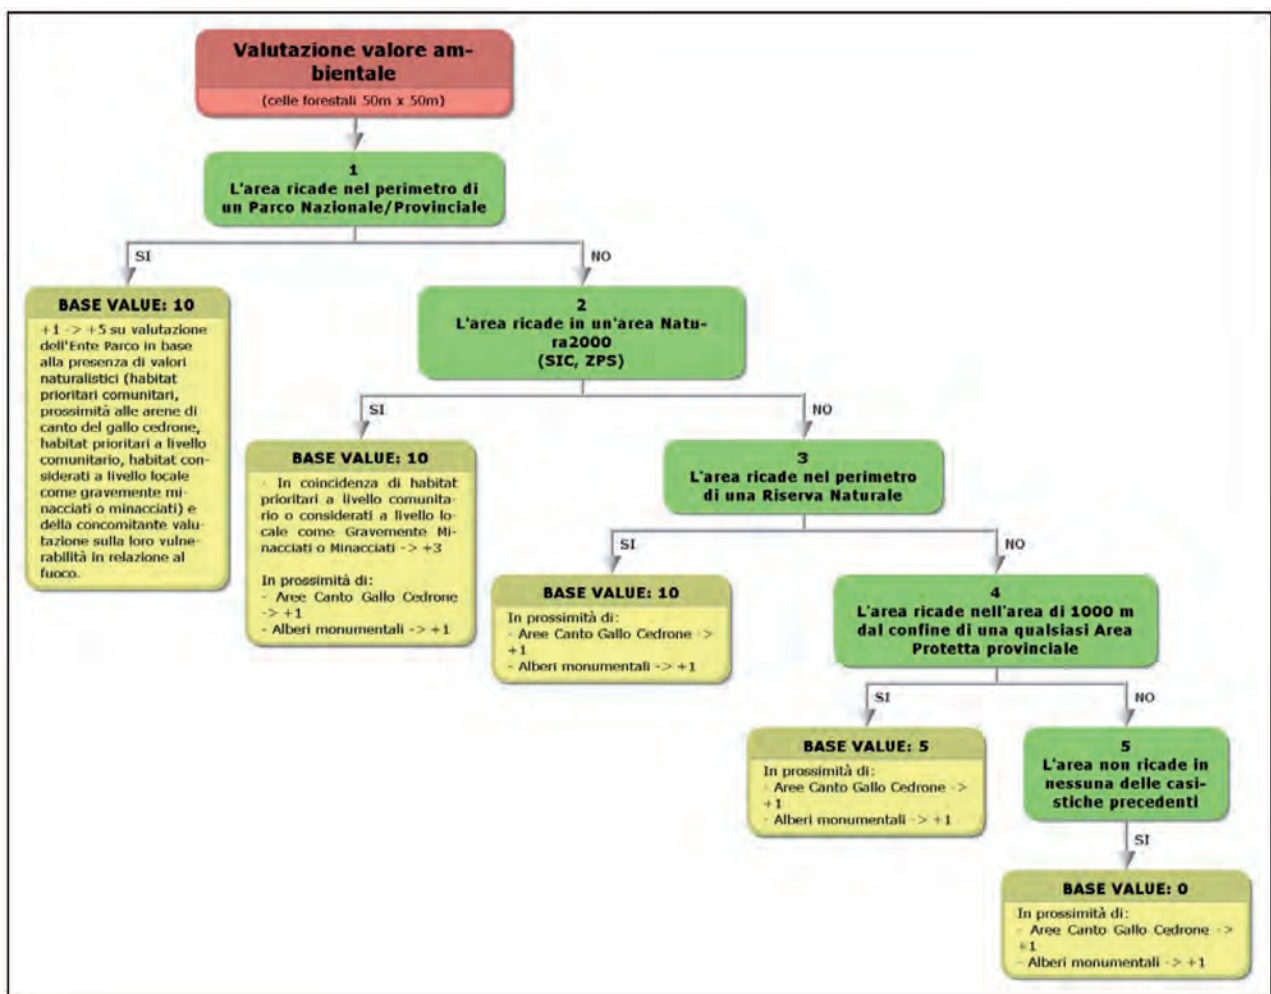 Valutazione valore am-
bientale
(celle forestali 50m x 50m)
1
L'area ricade nel perimetro di
un Parco Nazionale/Provinciale
SI
NO
BASE VALUE: 10
+1 -> +5 su valutazione
dell'Ente Parco in base
alla presenza di valori
naturalistici (habitat
prioritari comunitari,
prossimità alle arene di
canto del gallo cedrone,
habitat prioritari a livello
comunitario, habitat con-
siderati a livello locale
come gravemente mi-
nacciati o minacciati) e
della concomitante valu-
tazione sulla loro vulne-
rabilità in relazione al
fuoco.
2
L'area ricade in un'area Natu-
ra2000
(SIC, ZPS)
SI
NO
BASE VALUE: 10
- In coincidenza di habitat
prioritari a livello comunita-
rio o considerati a livello lo-
cale come Gravemente Mi-
nacciati o Minacciati -> +3
In prossimità di:
- Aree Canto Gallo Cedrone
-> +1
- Alberi monumentali -> +1
3
L'area ricade nel perimetro
di una Riserva Naturale
SI
NO
BASE VALUE: 10
In prossimità di:
- Aree Canto Gallo Cedrone ->
+1
- Alberi monumentali -> +1
4
L'area ricade nell'area di 1000 m
dal confine di una qualsiasi Area
Protetta provinciale
SI
NO
BASE VALUE: 5
In prossimità di:
- Aree Canto Gallo Cedrone ->
+1
- Alberi monumentali -> +1
5
L'area non ricade in
nessuna delle casi-
stiche precedenti
SI
BASE VALUE: 0
In prossimità di:
- Aree Canto Gallo Cedrone ->
+1
- Alberi monumentali -> +1